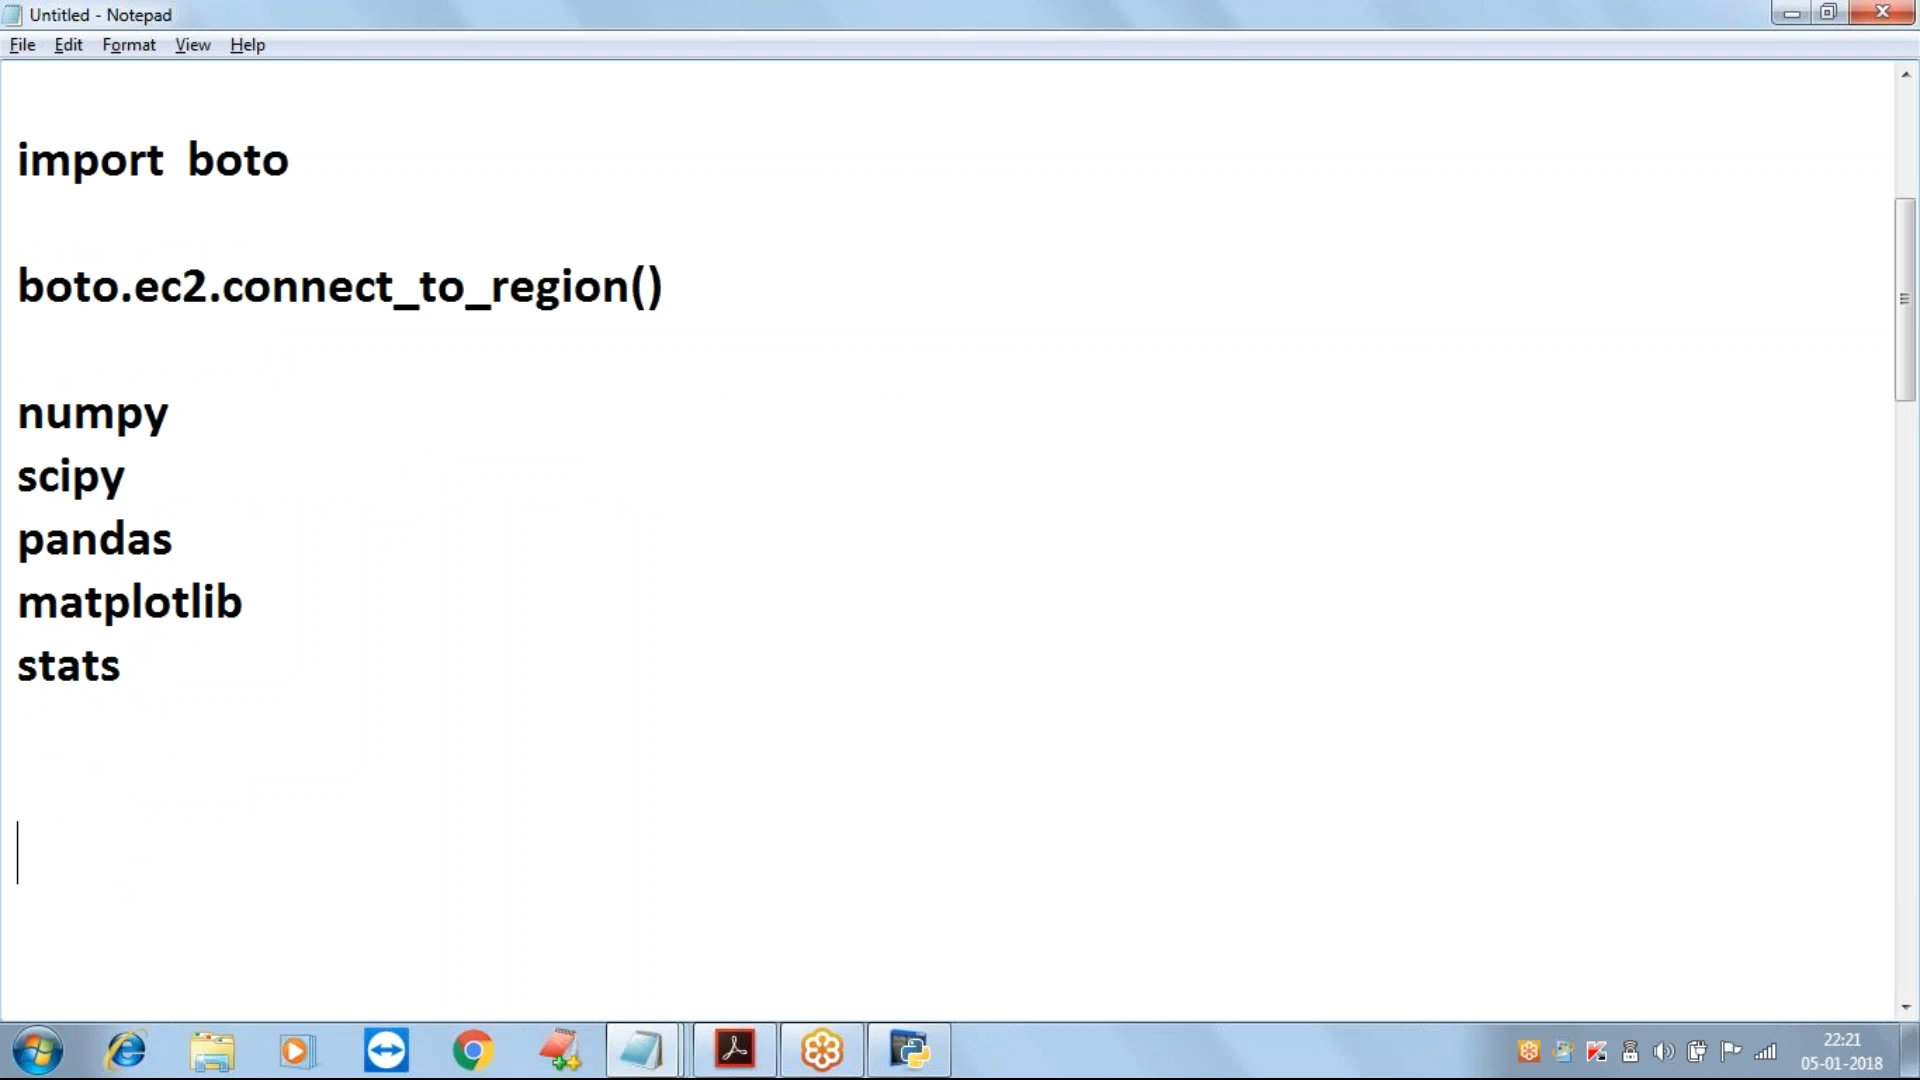 Untitled - Notepad
File Edit Format View Help
import boto
boto.ec2.connect_to_region()
numpy
scipy
pandas
matplotlib
stats
22:21
05-01-2018